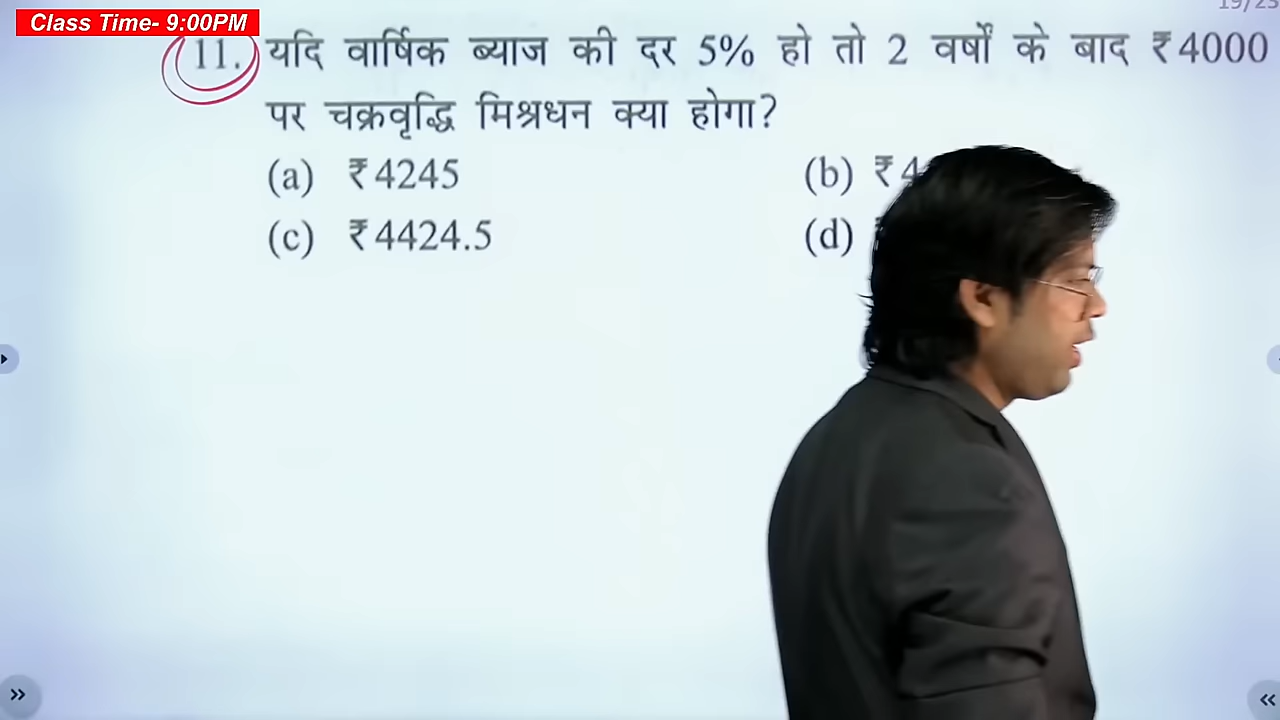 Class Time- 9:00PM
11. यदि वार्षिक ब्याज की दर 5% हो तो 2 वर्षों के बाद ₹4000
पर चक्रवृद्धि मिश्रधन क्या होगा?
(a) ₹4245 (b) ₹4
(c) ₹4424.5 (d)